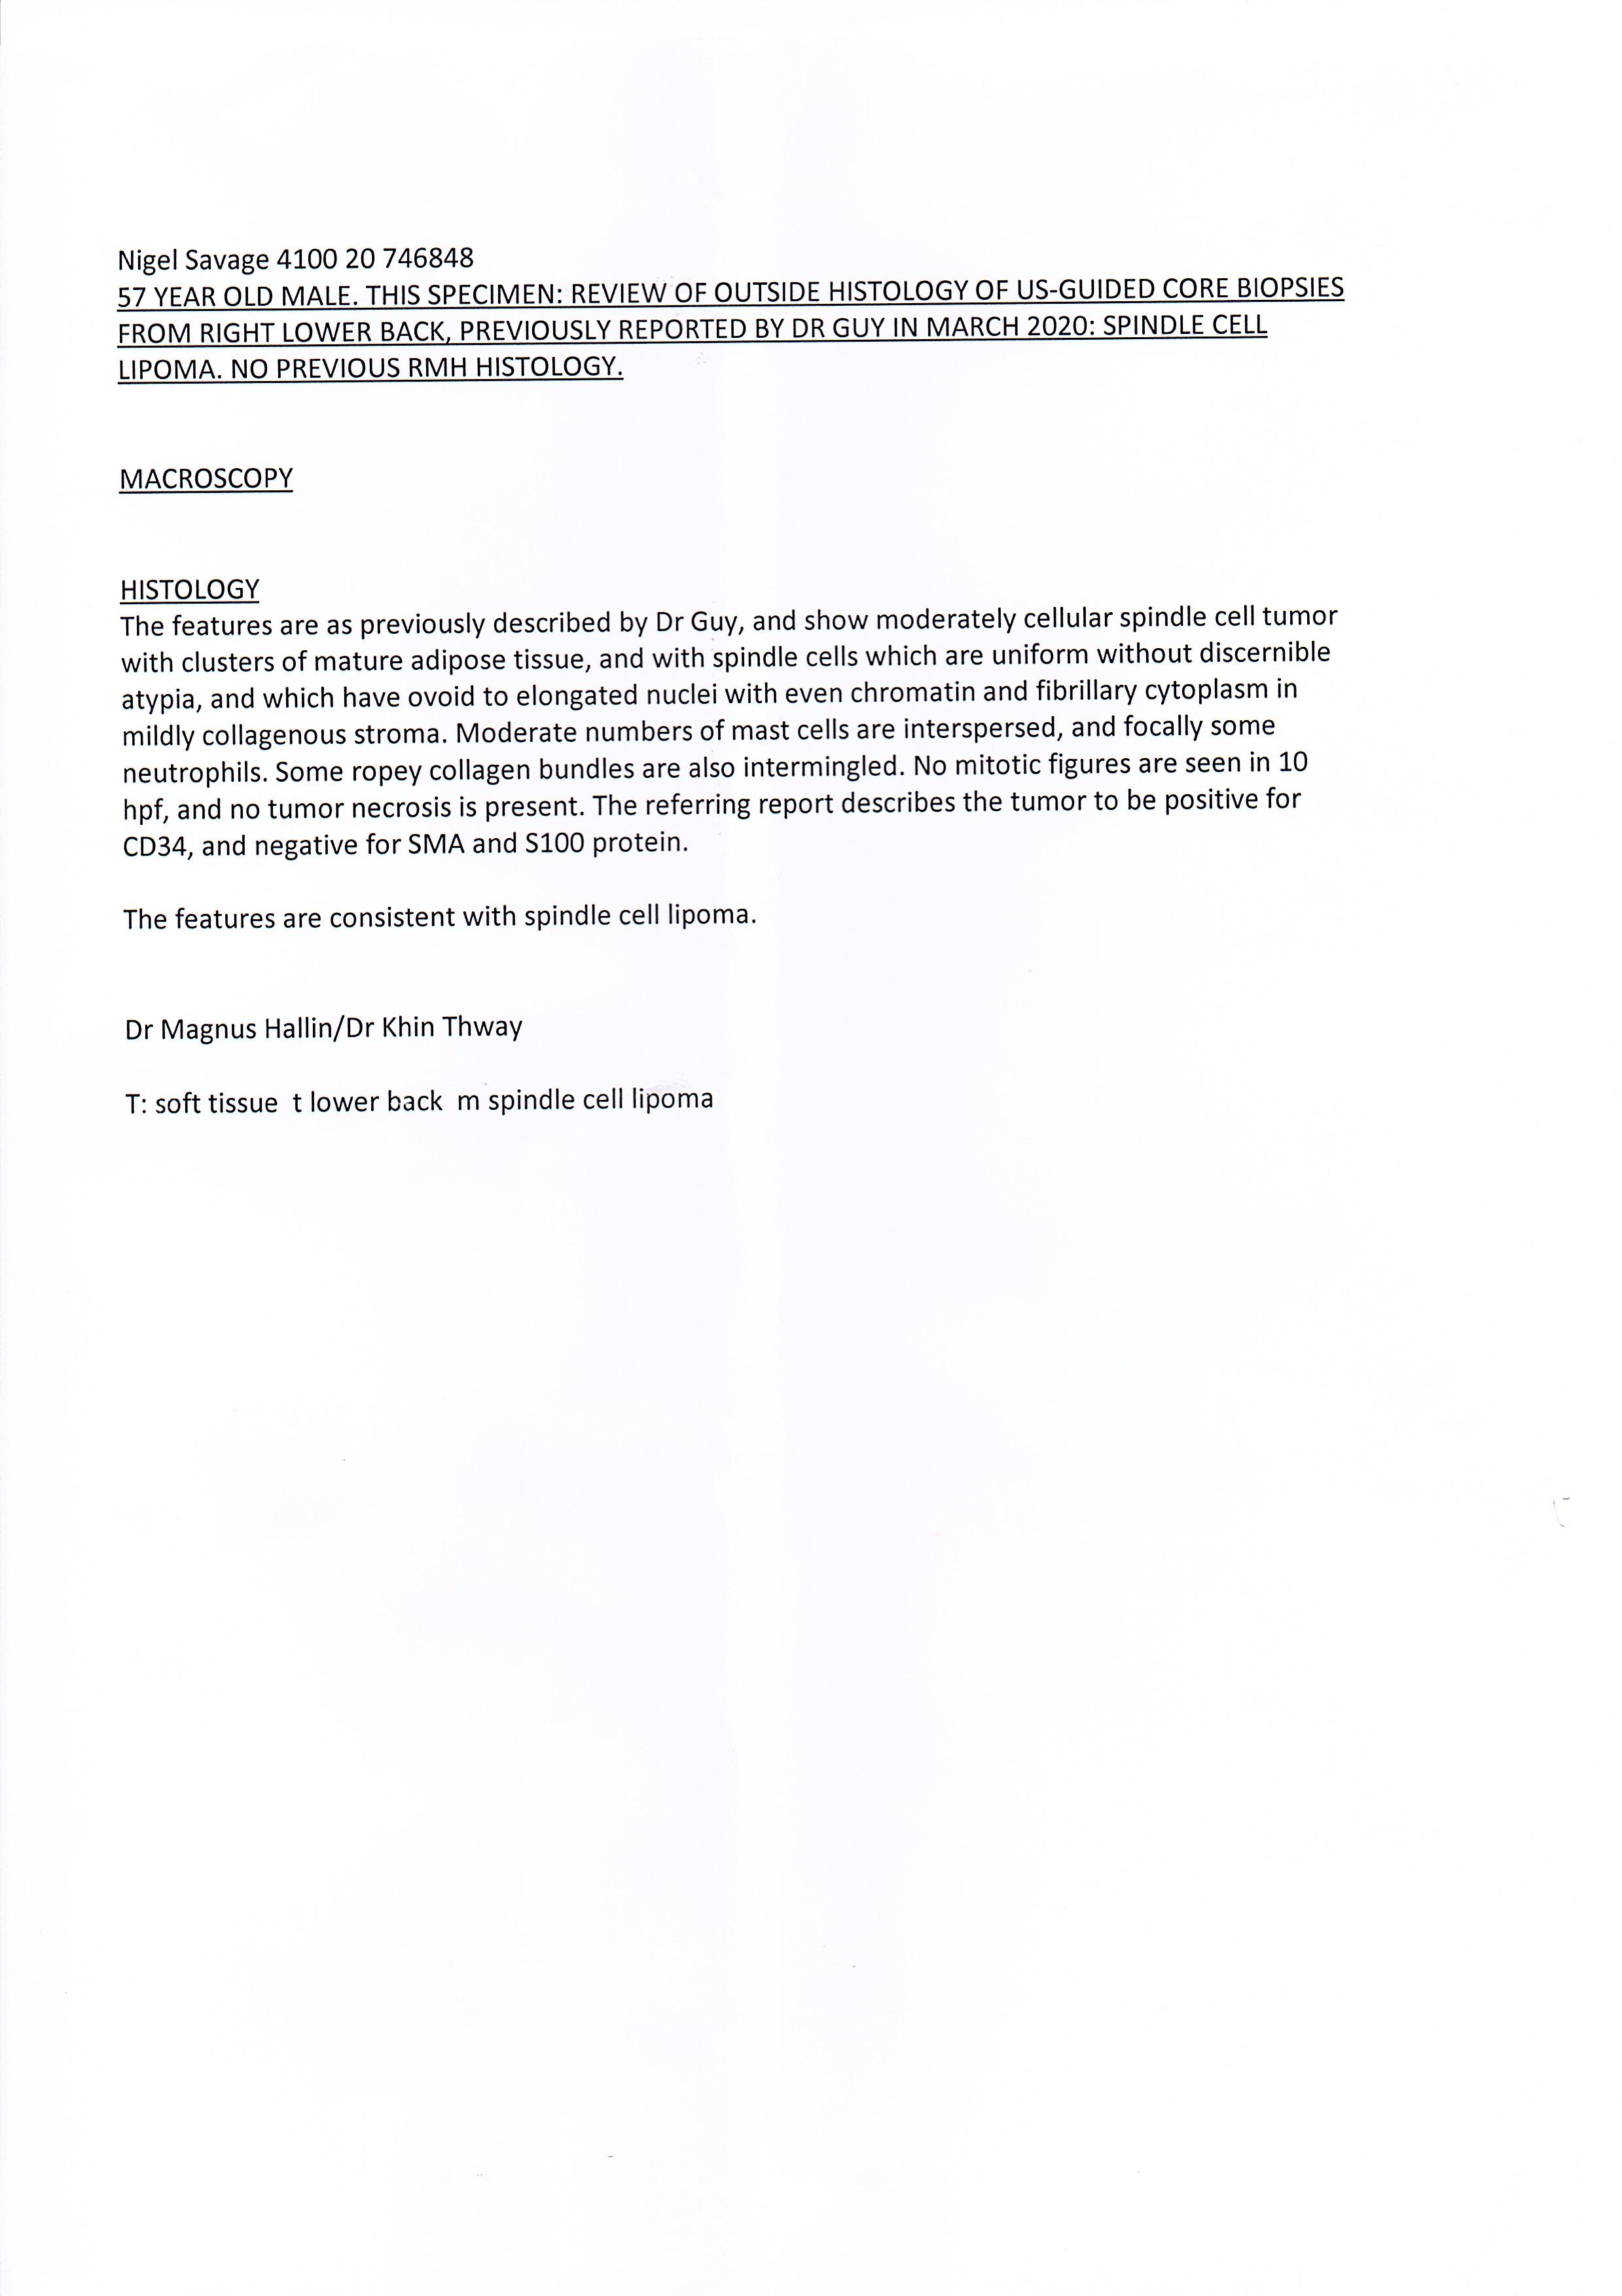 Nigel Savage 4100 20 746848
57 YEAR OLD MALE. THIS SPECIMEN: REVIEW OF OUTSIDE HISTOLOGY OF US-GUIDED CORE BIOPSIES
FROM RIGHT LOWER BACK, PREVIOUSLY REPORTED BY DR GUY IN MARCH 2020: SPINDLE CELL
LIPOMA. NO PREVIOUS RMH HISTOLOGY.
MACROSCOPY
HISTOLOGY
The features are as previously described by Dr Guy, and show moderately cellular spindle cell tumor
with clusters of mature adipose tissue, and with spindle cells which are uniform without discernible
atypia, and which have ovoid to elongated nuclei with even chromatin and fibrillary cytoplasm in
mildly collagenous stroma. Moderate numbers of mast cells are interspersed, and focally some
neutrophils. Some ropey collagen bundles are also intermingled. No mitotic figures are seen in 10
hpf, and no tumor necrosis is present. The referring report describes the tumor to be positive for
CD34, and negative for SMA and S100 protein.
The features are consistent with spindle cell lipoma.
Dr Magnus Hallin/Dr Khin Thway
T: soft tissue  t lower back  m spindle cell lipoma